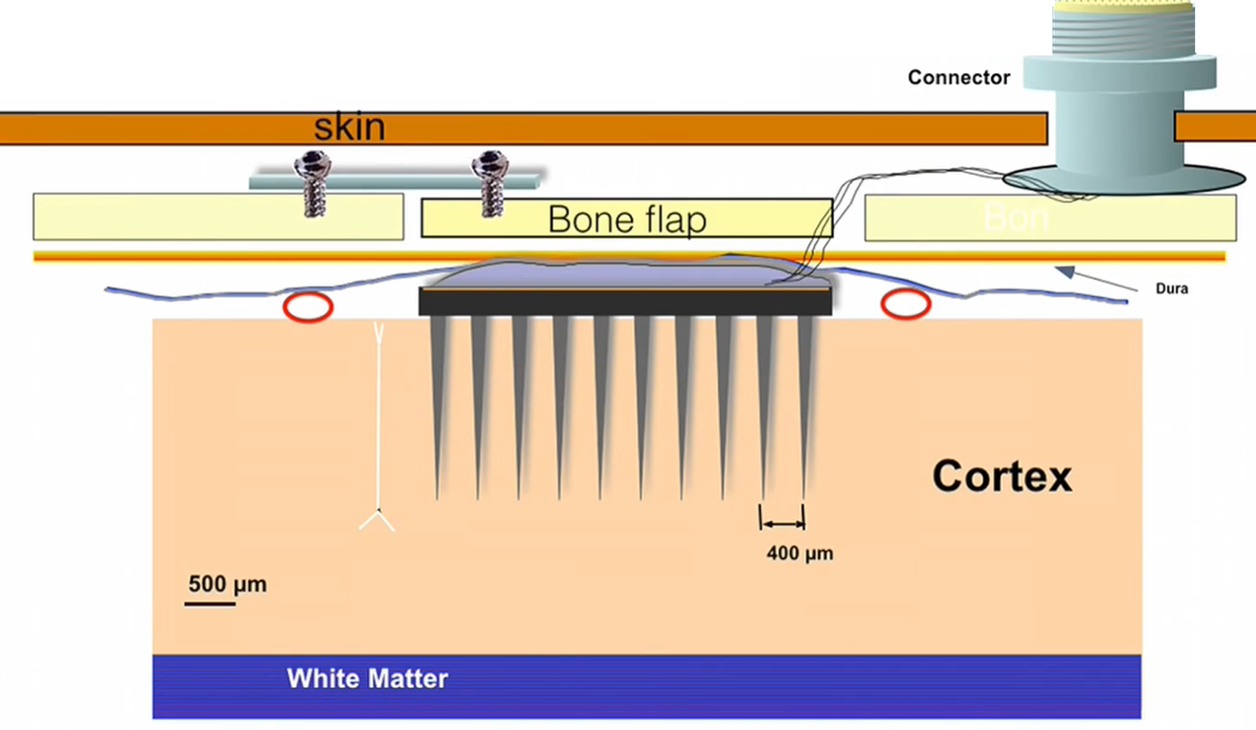 Connector
skin
Bone flap
Bon
Dura
Cortex
400 µm
500 µm
White Matter